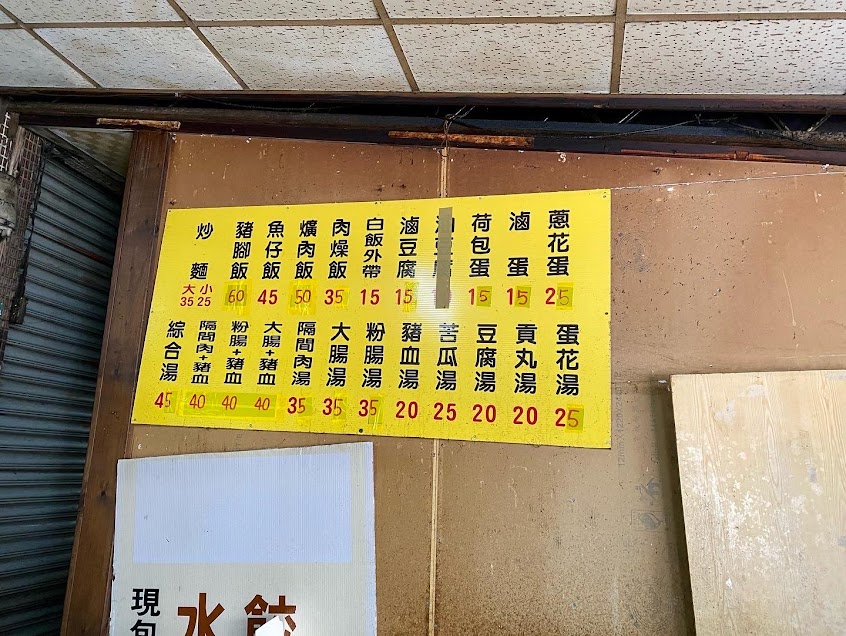 炒麵 大35 小25
豬腳飯 60
魚仔飯 45
爌肉飯 50
肉燥飯 35
白飯外帶 15
滷豆腐 15
荷包蛋 15
滷蛋 15
蔥花蛋 25
綜合湯 45
隔間肉+豬血 40
粉腸+豬血 40
大腸+豬血 40
隔間肉湯 35
大腸湯 35
粉腸湯 35
豬血湯 20
苦瓜湯 25
豆腐湯 20
貢丸湯 20
蛋花湯 25
現包
水餃